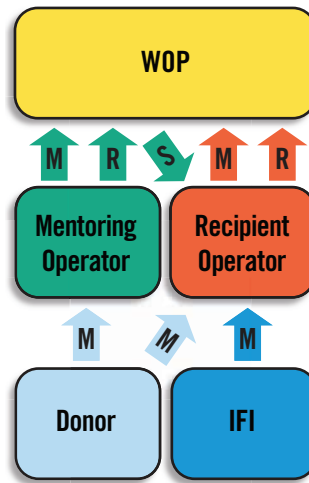 WOP
M R S M R
Mentoring Recipient
Operator Operator
M M M
Donor IFI